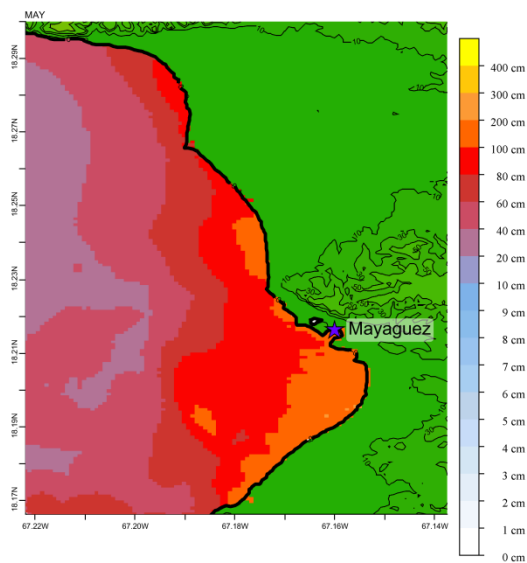 MAY
18.29N
18.27N
18.25N
18.23N
18.21N
18.19N
18.17N
67.22W
67.20W
67.18W
67.16W
67.14W
Mayaguez
400 cm
300 cm
200 cm
100 cm
80 cm
60 cm
40 cm
20 cm
10 cm
9 cm
8 cm
7 cm
6 cm
5 cm
4 cm
3 cm
2 cm
1 cm
0 cm